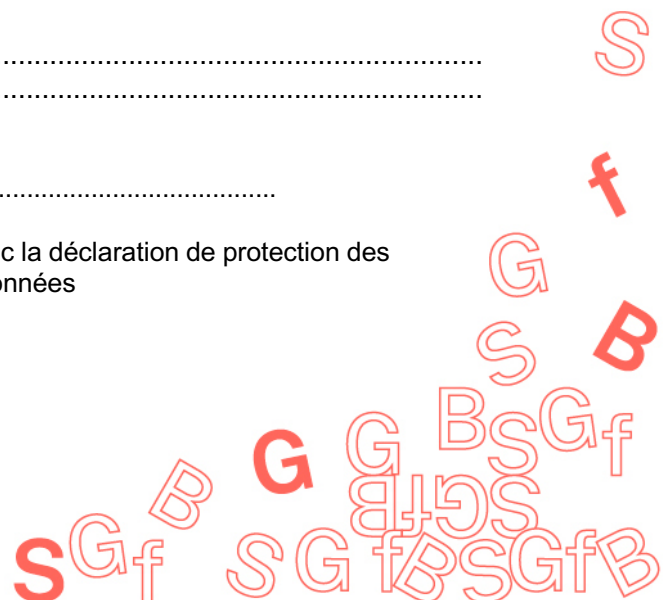 ................................................................
................................................................
S
........................................
f
c la déclaration de protection des
onnées
G
B
S
G G B S G f
B S G f B
S G f S G f B S G f B